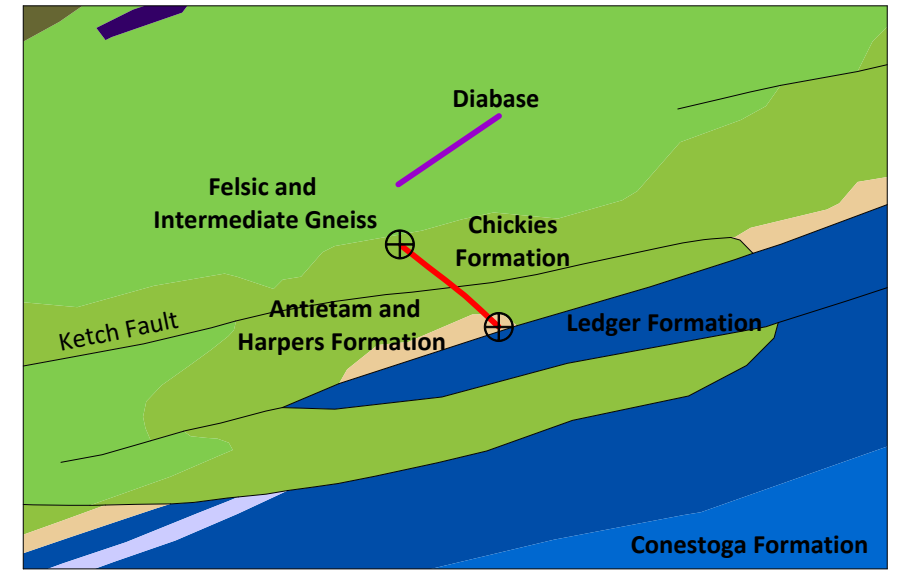 Diabase
Felsic and
Intermediate Gneiss
Chickies
Formation
Ketch Fault
Antietam and
Harpers Formation
Ledger Formation
Conestoga Formation